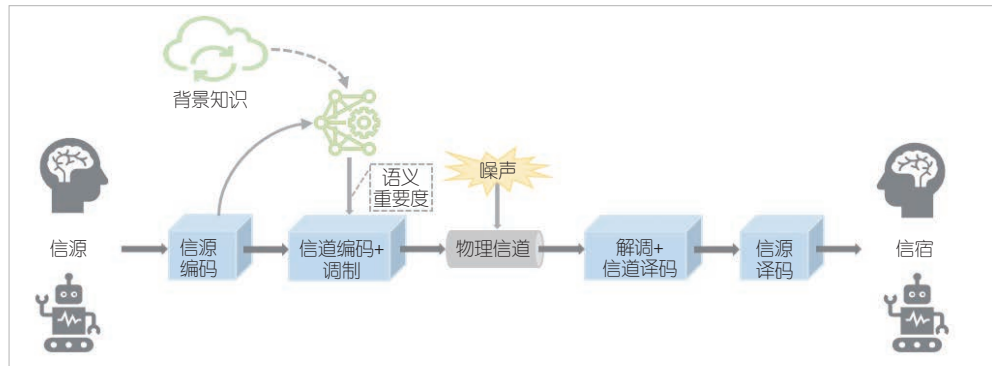 背景知识
语义
重要度
噪声
信源
信源
编码
信道编码+
调制
物理信道
解调+
信道译码
信源
译码
信宿